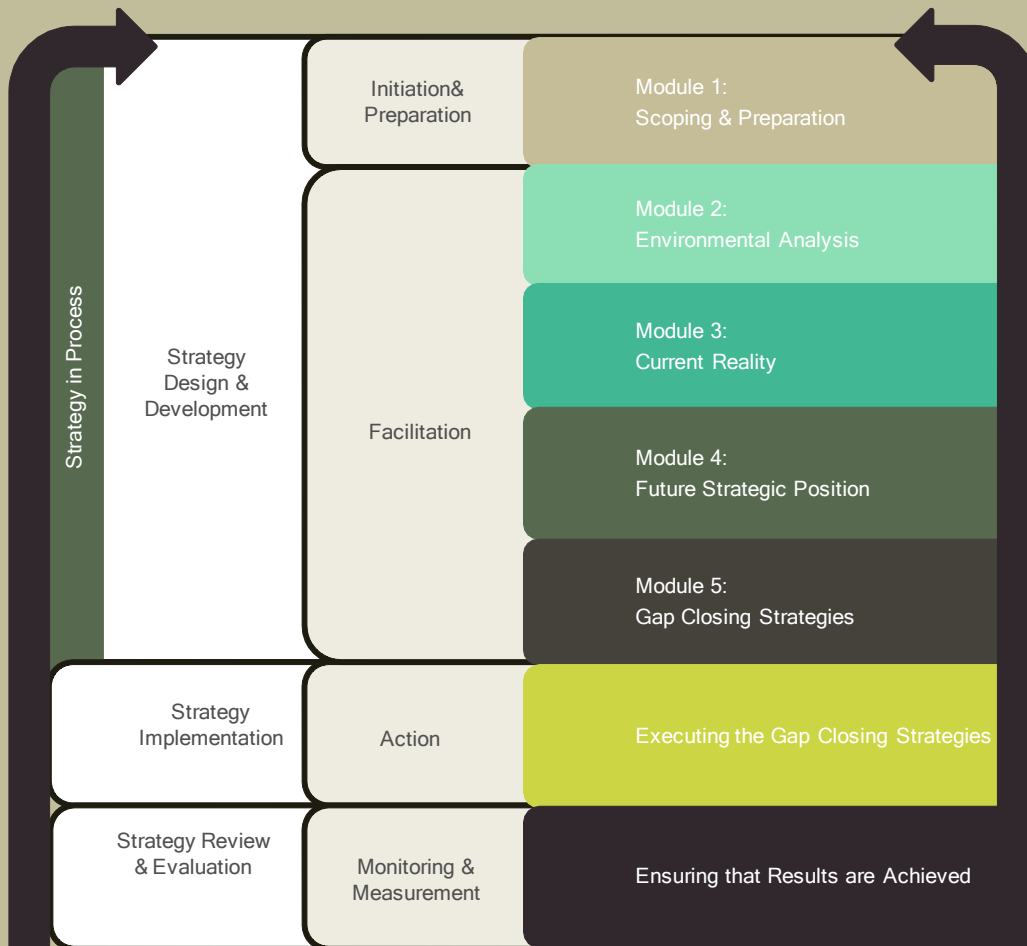 Strategy in Process
Strategy
Design &
Development
Initiation&
Preparation
Module 1:
Scoping & Preparation
Facilitation
Module 2:
Environmental Analysis
Module 3:
Current Reality
Module 4:
Future Strategic Position
Module 5:
Gap Closing Strategies
Strategy
Implementation
Action
Executing the Gap Closing Strategies
Strategy Review
& Evaluation
Monitoring &
Measurement
Ensuring that Results are Achieved